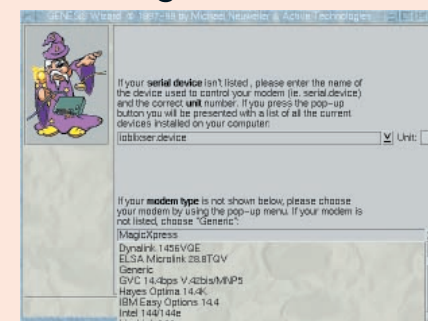 GENESiS Wizard © 1997-98 by Michael Neuweiler & Active Technologies
If your serial device isn't listed , please enter the name of
the device used to control your modem (ie. serial.device)
and the correct unit number. If you press the pop-up
button you will be presented with a list of all the current
devices installed on your computer:
ioblixser.device Unit:
If your modem type is not shown below, please choose
your modem by using the pop-up menu. If your modem is
not listed, choose "Generic":
MagicXpress
Dynalink 1456VQE
ELSA Microlink 28.8TQV
Generic
GVC 14.4bps V.42bis/MNP5
Hayes Optima 14.4K
IBM Easy Options 14.4
Intel 144/144e